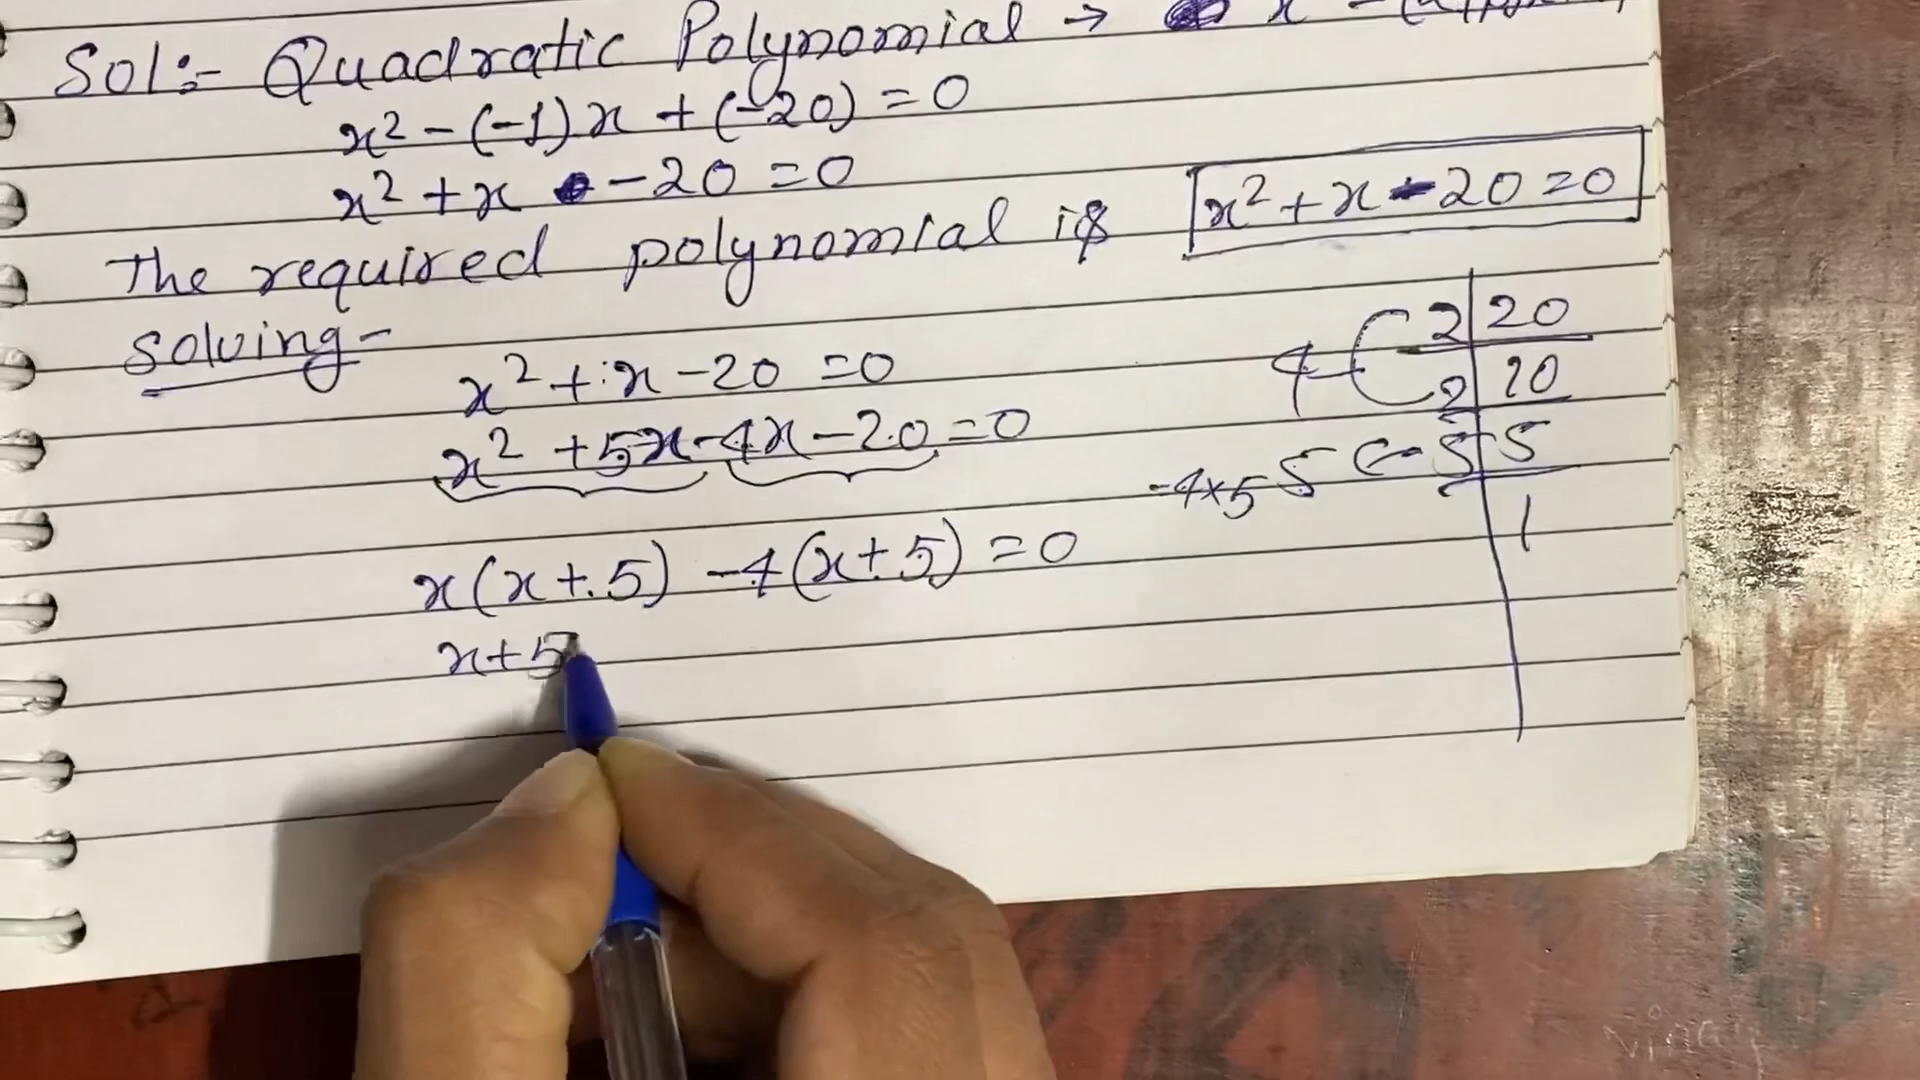 Sol:- Quadratic Polynomial →
x² - (-1)x + (-20) = 0
x² + x - 20 = 0
The required polynomial is x² + x - 20 = 0
solving-
x² + x - 20 = 0
x² + 5x - 4x - 20 = 0
x(x + 5) - 4(x + 5) = 0
x + 5
2 | 20
4
2 | 10
5 ← 5 | 5
-4×5
1